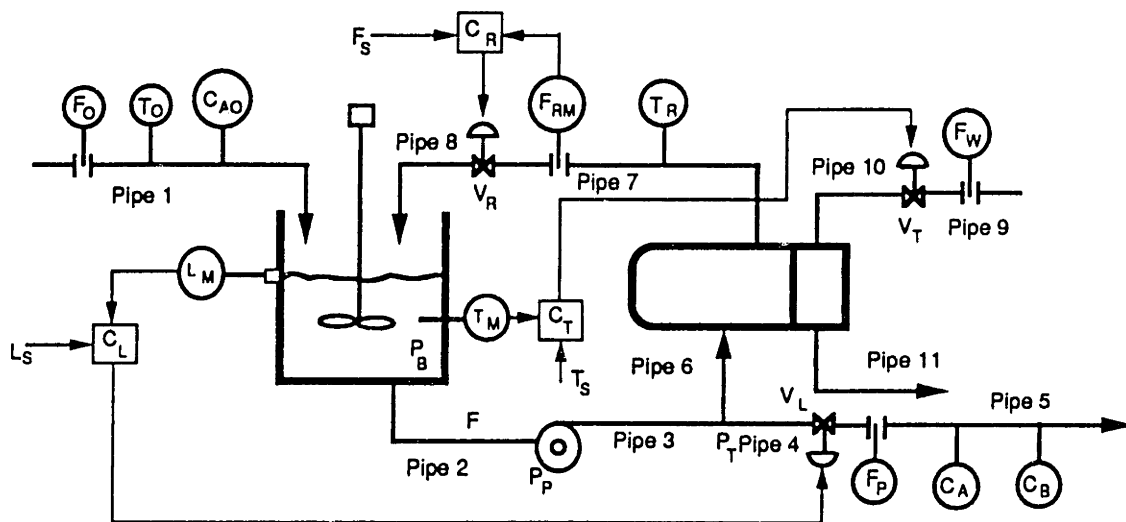 F_S
C_R
F_O
T_O
C_AO
F_RM
T_R
F_W
Pipe 8
Pipe 10
Pipe 1
V_R
Pipe 7
V_T
Pipe 9
L_M
T_M
C_T
L_S
C_L
P_B
T_S
Pipe 6
Pipe 11
V_L
F
Pipe 5
Pipe 3
P_T
Pipe 4
Pipe 2
P_P
F_P
C_A
C_B